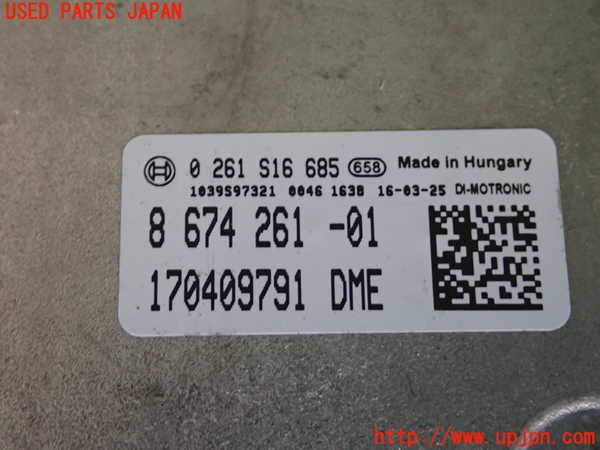 USED PARTS JAPAN
BOSCH 0 261 S16 685 658 Made in Hungary
1039S97321 0046 1638 16-03-25 DI-MOTRONIC
8 674 261 -01
170409791 DME
http://www.upjpn.com/